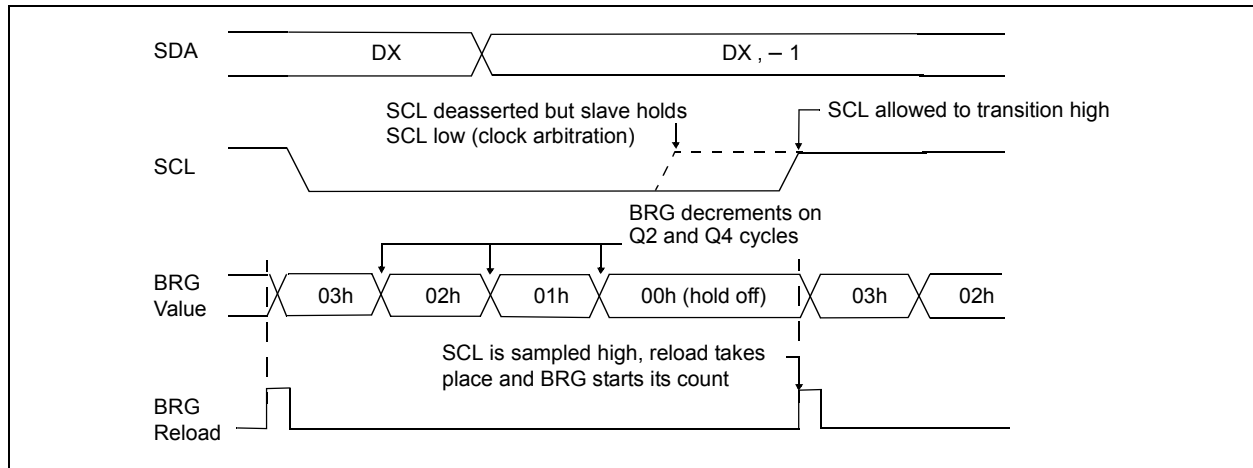 SDA
DX
DX , – 1
SCL deasserted but slave holds
SCL low (clock arbitration)
SCL allowed to transition high
SCL
BRG decrements on
Q2 and Q4 cycles
BRG
Value
03h
02h
01h
00h (hold off)
03h
02h
SCL is sampled high, reload takes
place and BRG starts its count
BRG
Reload